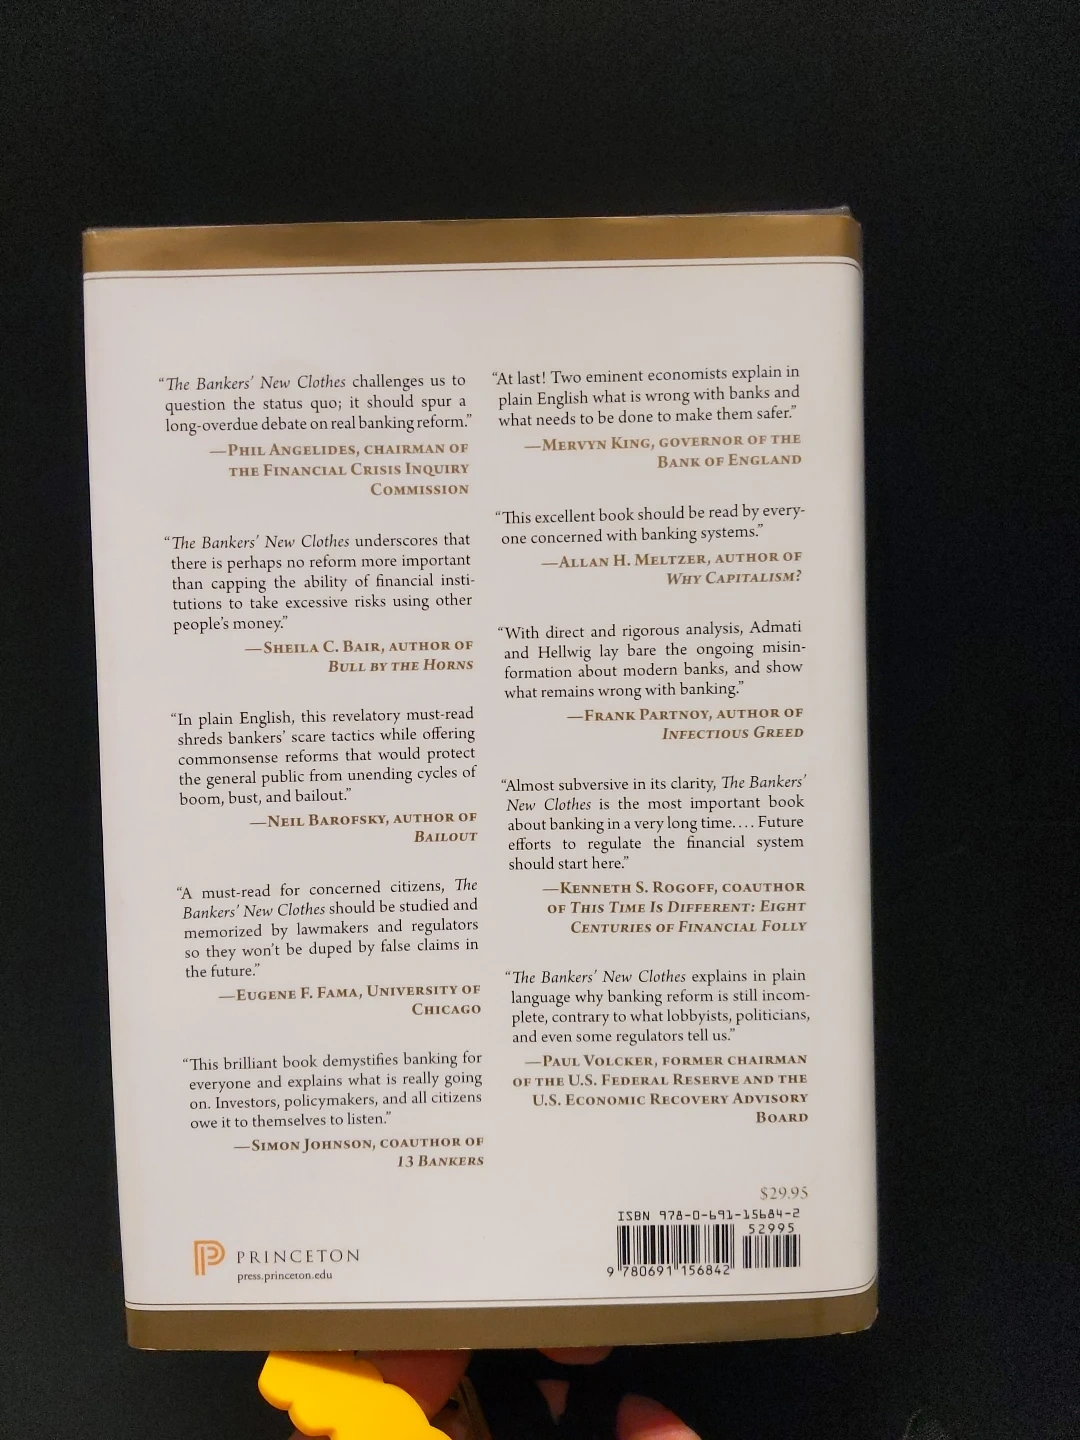 “The Bankers’ New Clothes challenges us to
question the status quo; it should spur a
long-overdue debate on real banking reform.”
—Phil Angelides, chairman of
the Financial Crisis Inquiry
Commission
“The Bankers’ New Clothes underscores that
there is perhaps no reform more important
than capping the ability of financial insti-
tutions to take excessive risks using other
people’s money.”
—Sheila C. Bair, author of
Bull by the Horns
“In plain English, this revelatory must-read
shreds bankers’ scare tactics while offering
commonsense reforms that would protect
the general public from unending cycles of
boom, bust, and bailout.”
—Neil Barofsky, author of
Bailout
“A must-read for concerned citizens, The
Bankers’ New Clothes should be studied and
memorized by lawmakers and regulators
so they won’t be duped by false claims in
the future.”
—Eugene F. Fama, University of
Chicago
“This brilliant book demystifies banking for
everyone and explains what is really going
on. Investors, policymakers, and all citizens
owe it to themselves to listen.”
—Simon Johnson, coauthor of
13 Bankers
“At last! Two eminent economists explain in
plain English what is wrong with banks and
what needs to be done to make them safer.”
—Mervyn King, governor of the
Bank of England
“This excellent book should be read by every-
one concerned with banking systems.”
—Allan H. Meltzer, author of
Why Capitalism?
“With direct and rigorous analysis, Admati
and Hellwig lay bare the ongoing misin-
formation about modern banks, and show
what remains wrong with banking.”
—Frank Partnoy, author of
Infectious Greed
“Almost subversive in its clarity, The Bankers’
New Clothes is the most important book
about banking in a very long time.... Future
efforts to regulate the financial system
should start here.”
—Kenneth S. Rogoff, coauthor
of This Time Is Different: Eight
Centuries of Financial Folly
“The Bankers’ New Clothes explains in plain
language why banking reform is still incom-
plete, contrary to what lobbyists, politicians,
and even some regulators tell us.”
—Paul Volcker, former chairman
of the U.S. Federal Reserve and the
U.S. Economic Recovery Advisory
Board
PRINCETON
press.princeton.edu
$29.95
ISBN 978-0-691-15684-2
52995
9 780691 156842